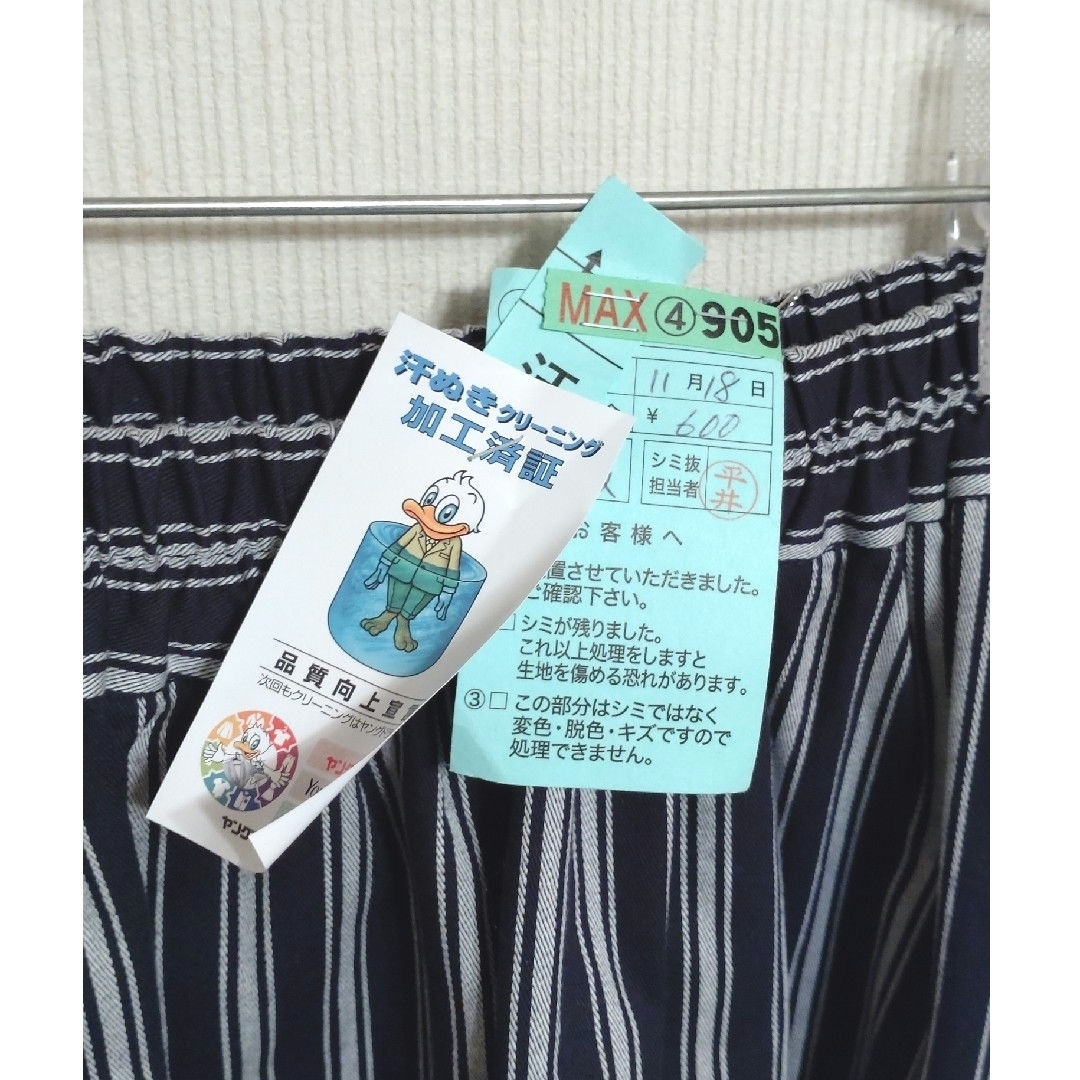 MAX④905
汗
11月18日
¥600
シミ抜
担当者
平井
お客様へ
置させていただきました。
ご確認下さい。
□シミが残りました。
これ以上処理をしますと
生地を傷める恐れがあります。
③□この部分はシミではなく
変色・脱色・キズですので
処理できません。
汗ぬきクリーニング
加工済証
品質向上宣
次回もクリーニングはヤング
ヤング
Yo
ヤング